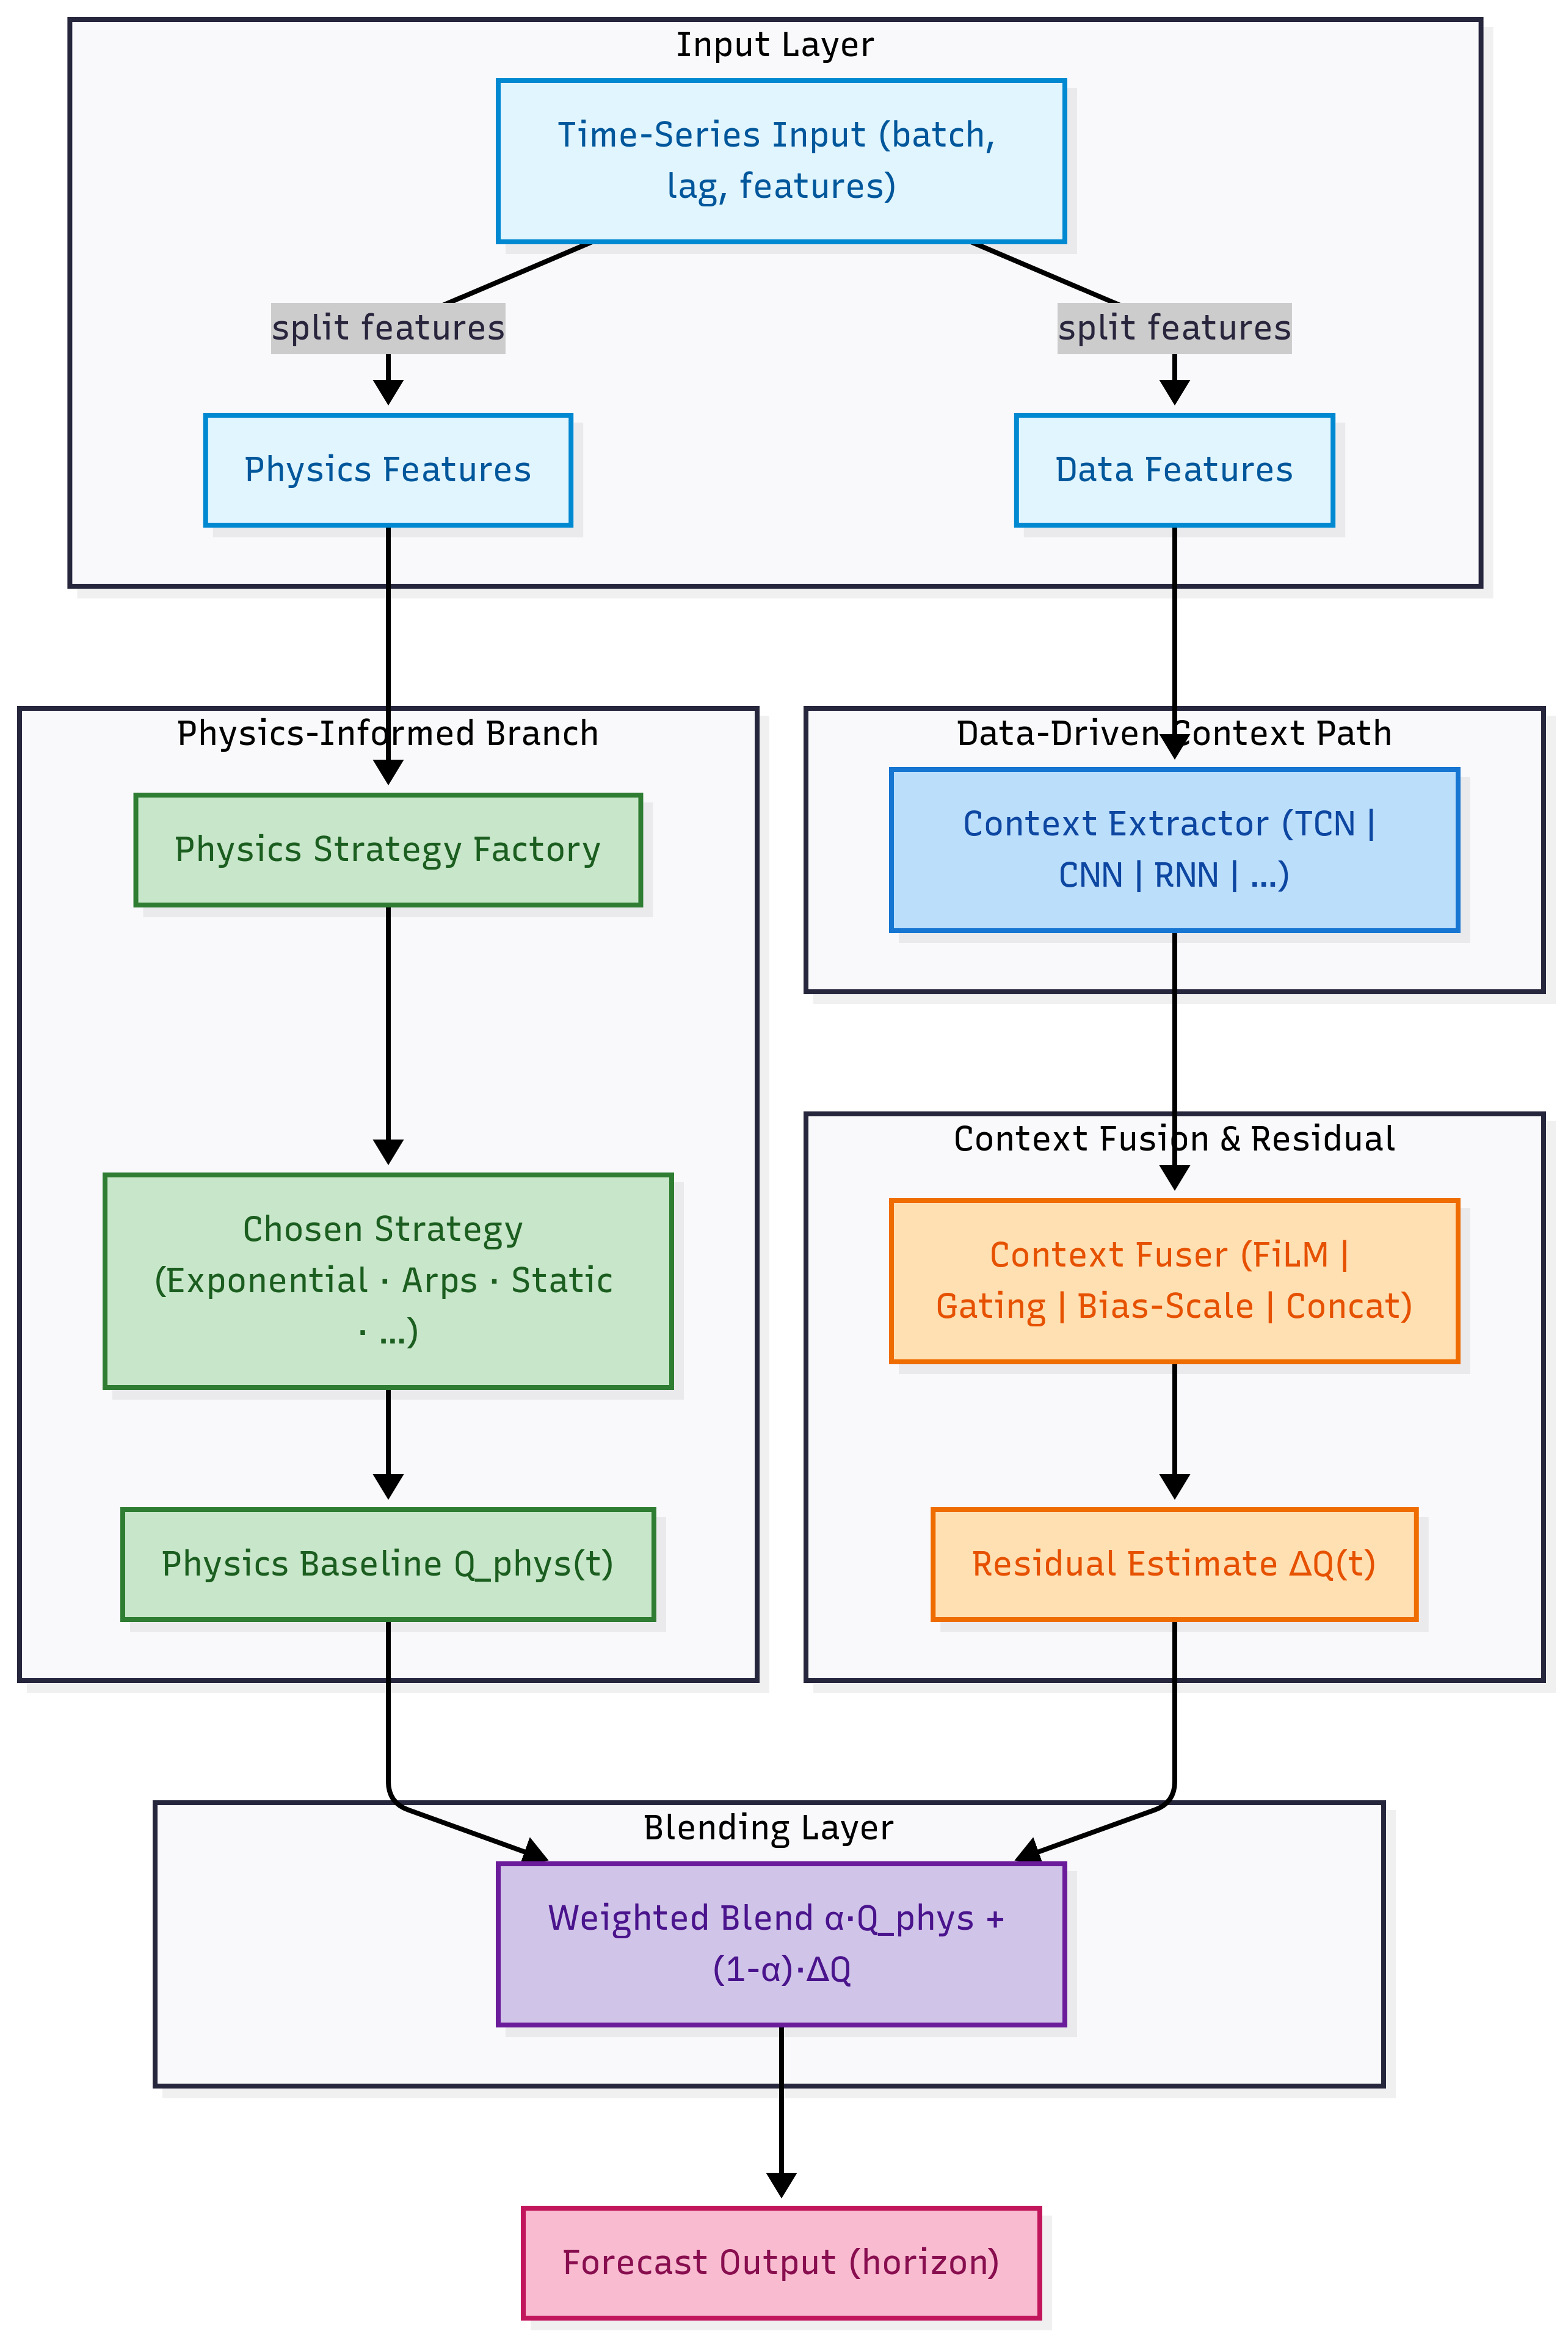 Input Layer
Time-Series Input (batch,
lag, features)
split features
split features
Physics Features
Data Features
Physics-Informed Branch
Physics Strategy Factory
Chosen Strategy
(Exponential · Arps · Static
· ...)
Physics Baseline Q_phys(t)
Data-Driven Context Path
Context Extractor (TCN |
CNN | RNN | ...)
Context Fusion & Residual
Context Fuser (FiLM |
Gating | Bias-Scale | Concat)
Residual Estimate ΔQ(t)
Blending Layer
Weighted Blend α·Q_phys +
(1-α)·ΔQ
Forecast Output (horizon)